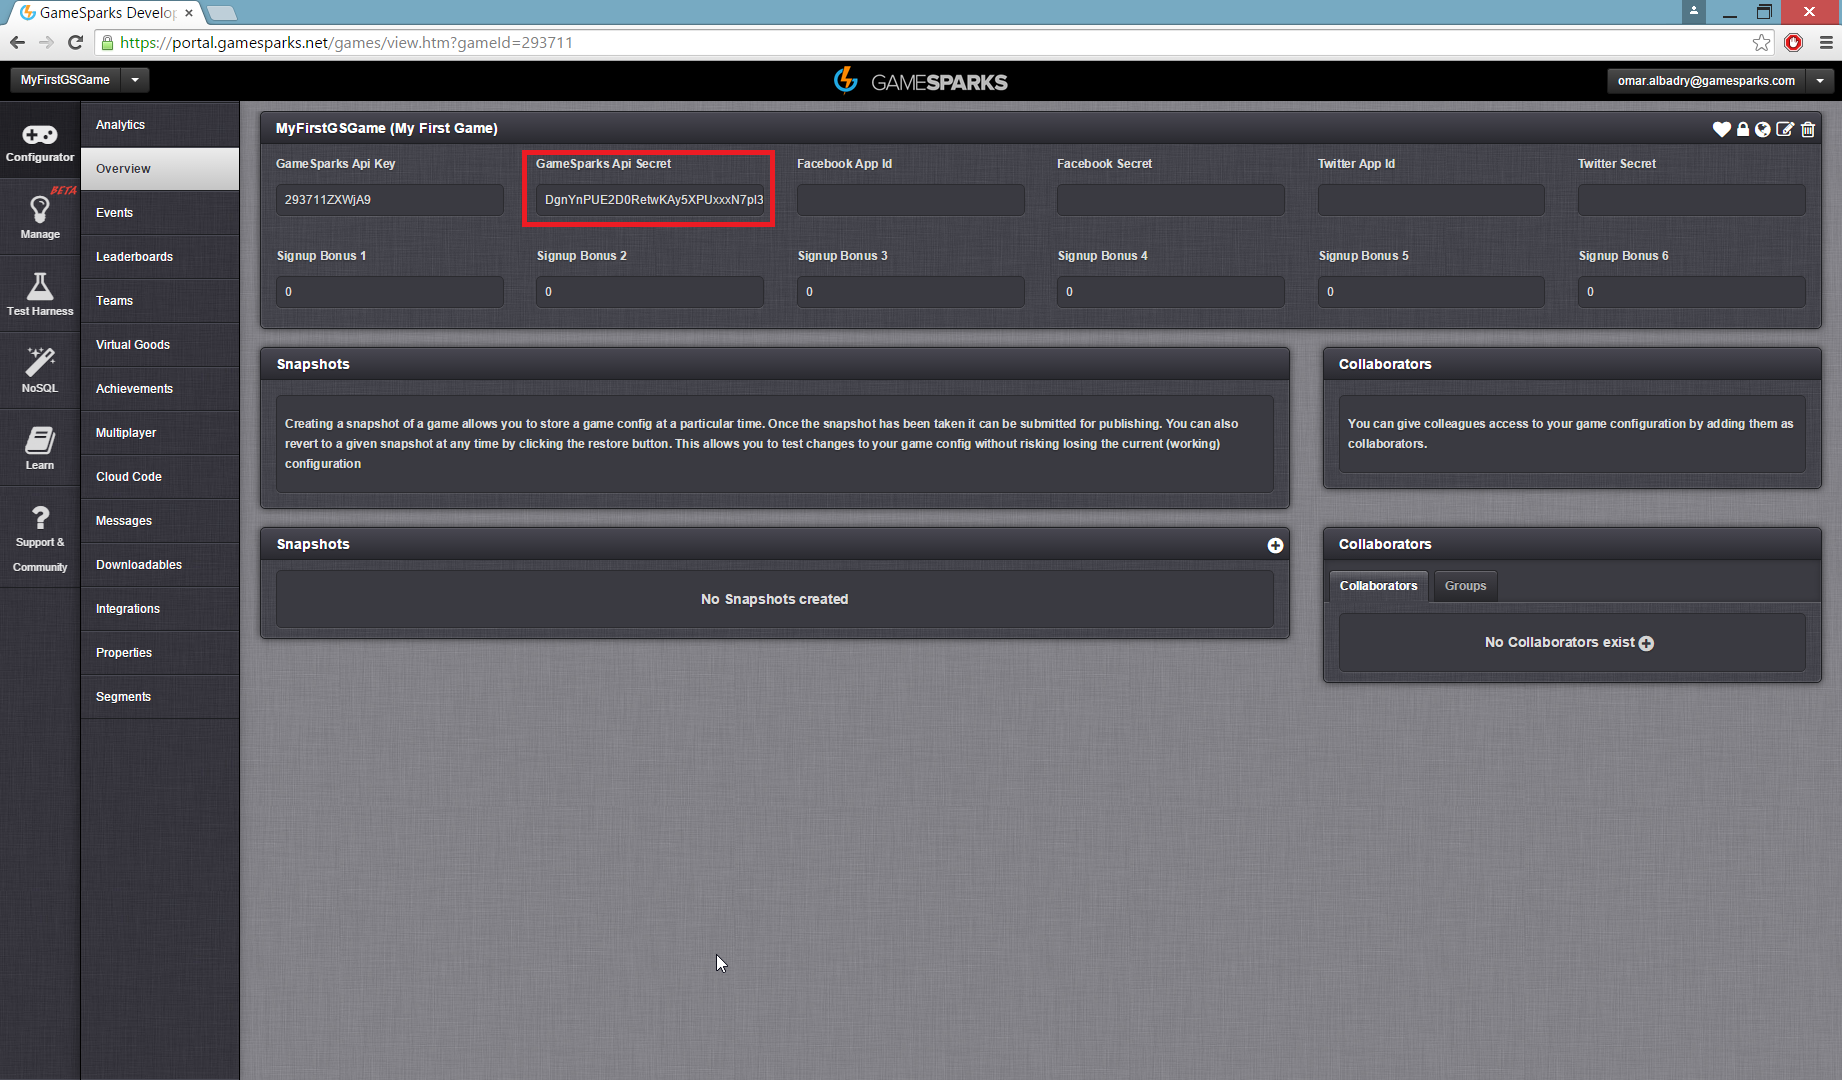 GameSparks Develop
https://portal.gamesparks.net/games/view.htm?gameId=293711
MyFirstGSGame
GAMESPARKS
omar.albadry@gamesparks.com
Configurator
BETA
Manage
Test Harness
NoSQL
Learn
Support &
Community
Analytics
Overview
Events
Leaderboards
Teams
Virtual Goods
Achievements
Multiplayer
Cloud Code
Messages
Downloadables
Integrations
Properties
Segments
MyFirstGSGame (My First Game)
GameSparks Api Key
GameSparks Api Secret
Facebook App Id
Facebook Secret
Twitter App Id
Twitter Secret
293711ZXWjA9
DgnYnPUE2D0RetwKAy5XPUxxxN7pl3
Signup Bonus 1
Signup Bonus 2
Signup Bonus 3
Signup Bonus 4
Signup Bonus 5
Signup Bonus 6
0
0
0
0
0
0
Snapshots
Creating a snapshot of a game allows you to store a game config at a particular time. Once the snapshot has been taken it can be submitted for publishing. You can also
revert to a given snapshot at any time by clicking the restore button. This allows you to test changes to your game config without risking losing the current (working)
configuration
Collaborators
You can give colleagues access to your game configuration by adding them as
collaborators.
Snapshots
No Snapshots created
Collaborators
Collaborators
Groups
No Collaborators exist